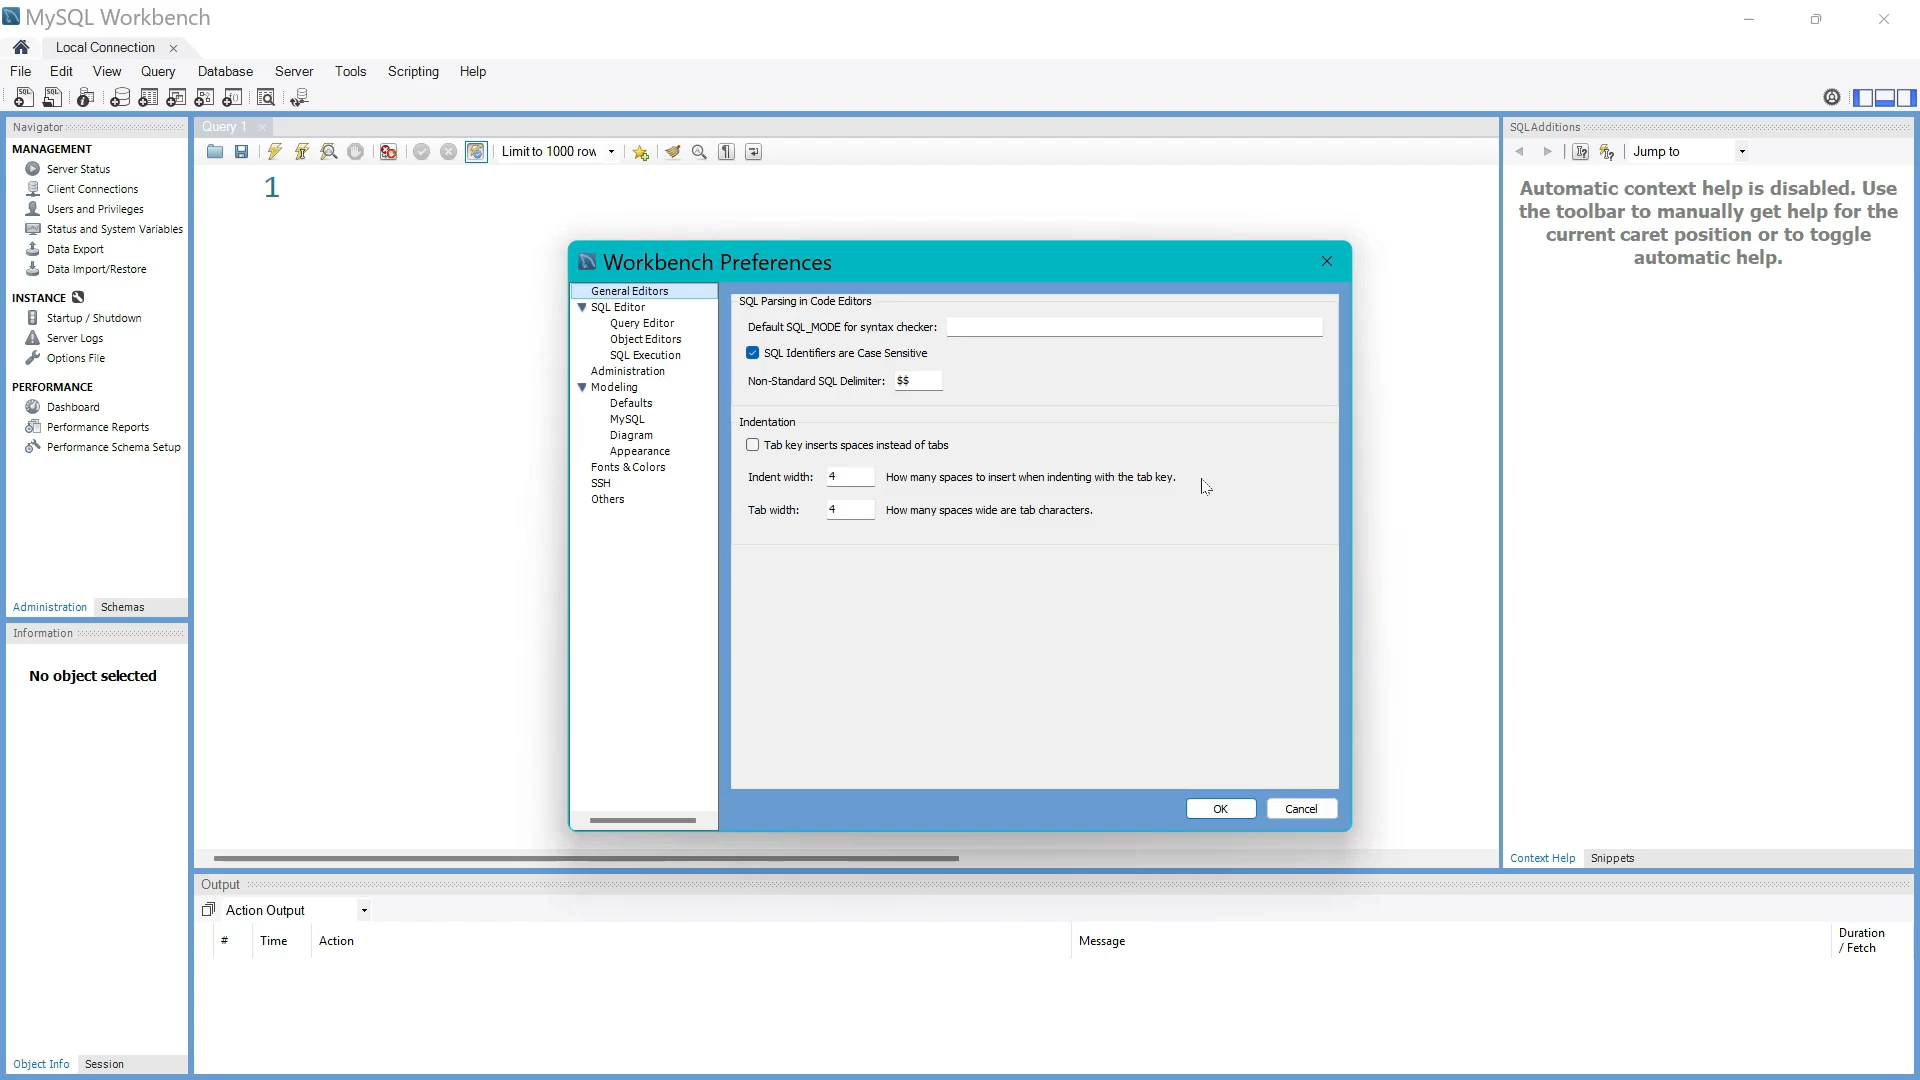 MySQL Workbench
Local Connection
File Edit View Query Database Server Tools Scripting Help
Navigator
MANAGEMENT
Server Status
Client Connections
Users and Privileges
Status and System Variables
Data Export
Data Import/Restore
INSTANCE
Startup / Shutdown
Server Logs
Options File
PERFORMANCE
Dashboard
Performance Reports
Performance Schema Setup
Administration Schemas
Information
No object selected
Object Info Session
Query 1
Limit to 1000 row
1
Workbench Preferences
General Editors
SQL Editor
Query Editor
Object Editors
SQL Execution
Administration
Modeling
Defaults
MySQL
Diagram
Appearance
Fonts & Colors
SSH
Others
SQL Parsing in Code Editors
Default SQL_MODE for syntax checker:
SQL Identifiers are Case Sensitive
Non-Standard SQL Delimiter: $$
Indentation
Tab key inserts spaces instead of tabs
Indent width: 4 How many spaces to insert when indenting with the tab key.
Tab width: 4 How many spaces wide are tab characters.
OK Cancel
SQLAdditions
Jump to
Automatic context help is disabled. Use
the toolbar to manually get help for the
current caret position or to toggle
automatic help.
Context Help Snippets
Output
Action Output
# Time Action Message Duration
/ Fetch